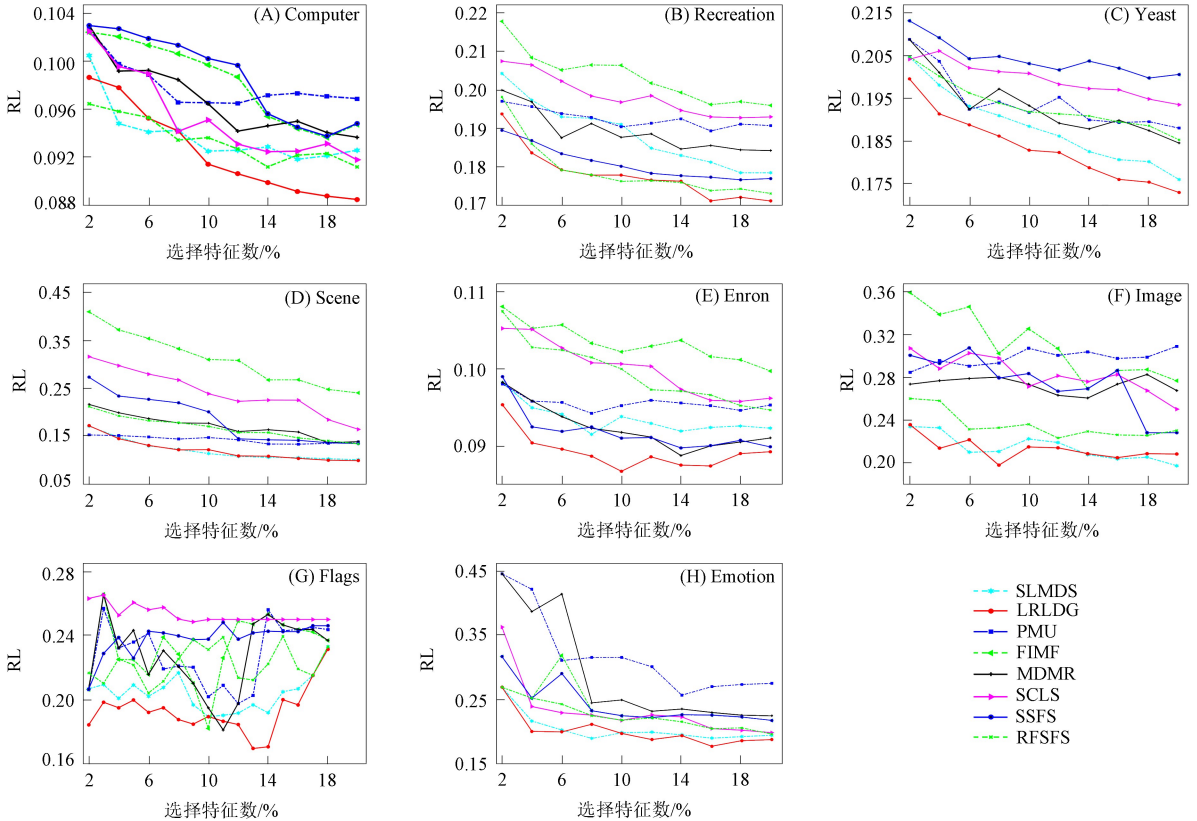 (A) Computer
RL
0.104
0.100
0.096
0.092
0.088
2 6 10 14 18
选择特征数/%
(B) Recreation
RL
0.22
0.21
0.20
0.19
0.18
0.17
2 6 10 14 18
选择特征数/%
(C) Yeast
RL
0.215
0.205
0.195
0.185
0.175
2 6 10 14 18
选择特征数/%
(D) Scene
RL
0.45
0.35
0.25
0.15
0.05
2 6 10 14 18
选择特征数/%
(E) Enron
RL
0.11
0.10
0.09
2 6 10 14 18
选择特征数/%
(F) Image
RL
0.36
0.32
0.28
0.24
0.20
2 6 10 14 18
选择特征数/%
(G) Flags
RL
0.28
0.24
0.20
0.16
2 6 10 14 18
选择特征数/%
(H) Emotion
RL
0.45
0.35
0.25
0.15
2 6 10 14 18
选择特征数/%
SLMDS
LRLDG
PMU
FIMF
MDMR
SCLS
SSFS
RFSFS